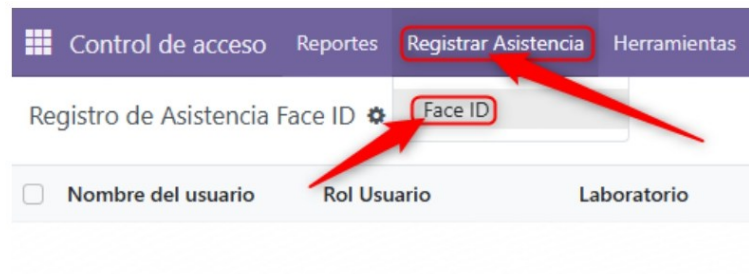 Control de acceso Reportes Registrar Asistencia Herramientas
Registro de Asistencia Face ID Face ID
Nombre del usuario Rol Usuario Laboratorio